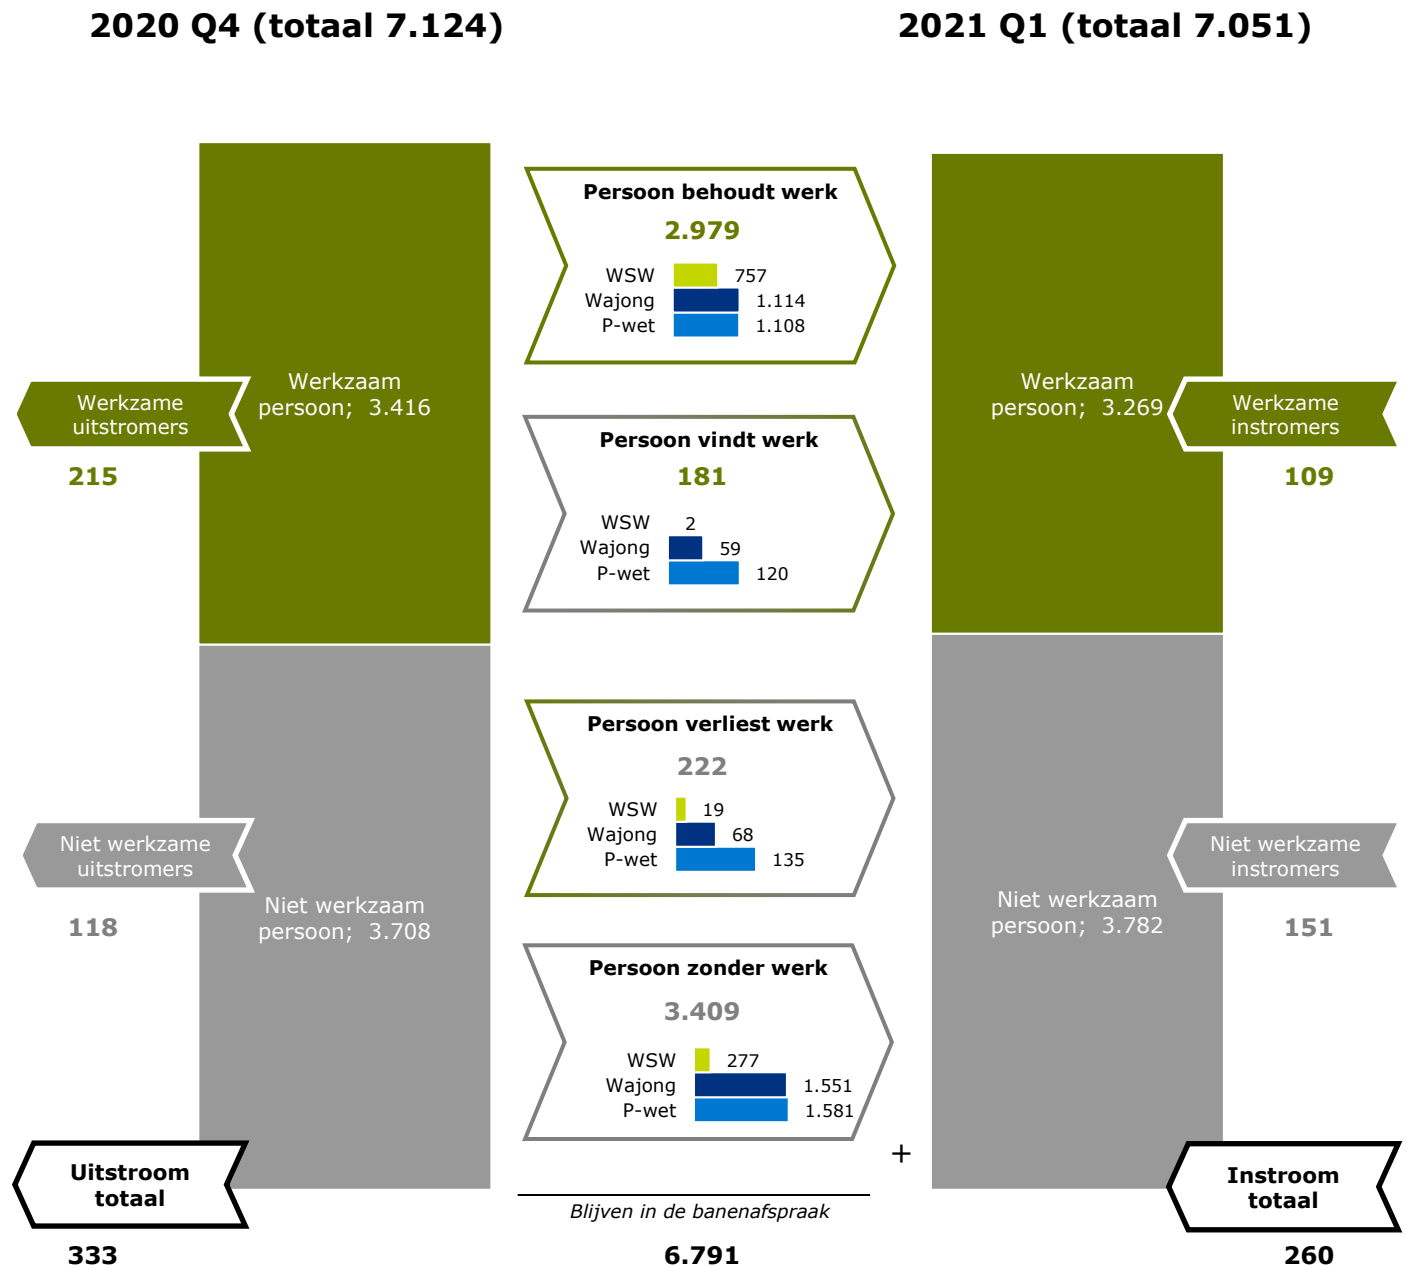 2020 Q4 (totaal 7.124)
2021 Q1 (totaal 7.051)
Werkzame
uitstromers
215
Werkzaam
persoon; 3.416
Niet werkzame
uitstromers
118
Niet werkzaam
persoon; 3.708
Uitstroom
totaal
333
Persoon behoudt werk
2.979
WSW 757
Wajong 1.114
P-wet 1.108
Persoon vindt werk
181
WSW 2
Wajong 59
P-wet 120
Persoon verliest werk
222
WSW 19
Wajong 68
P-wet 135
Persoon zonder werk
3.409
WSW 277
Wajong 1.551
P-wet 1.581
+
Blijven in de banenafspraak
6.791
Werkzaam
persoon; 3.269
Werkzame
instromers
109
Niet werkzaam
persoon; 3.782
Niet werkzame
instromers
151
Instroom
totaal
260